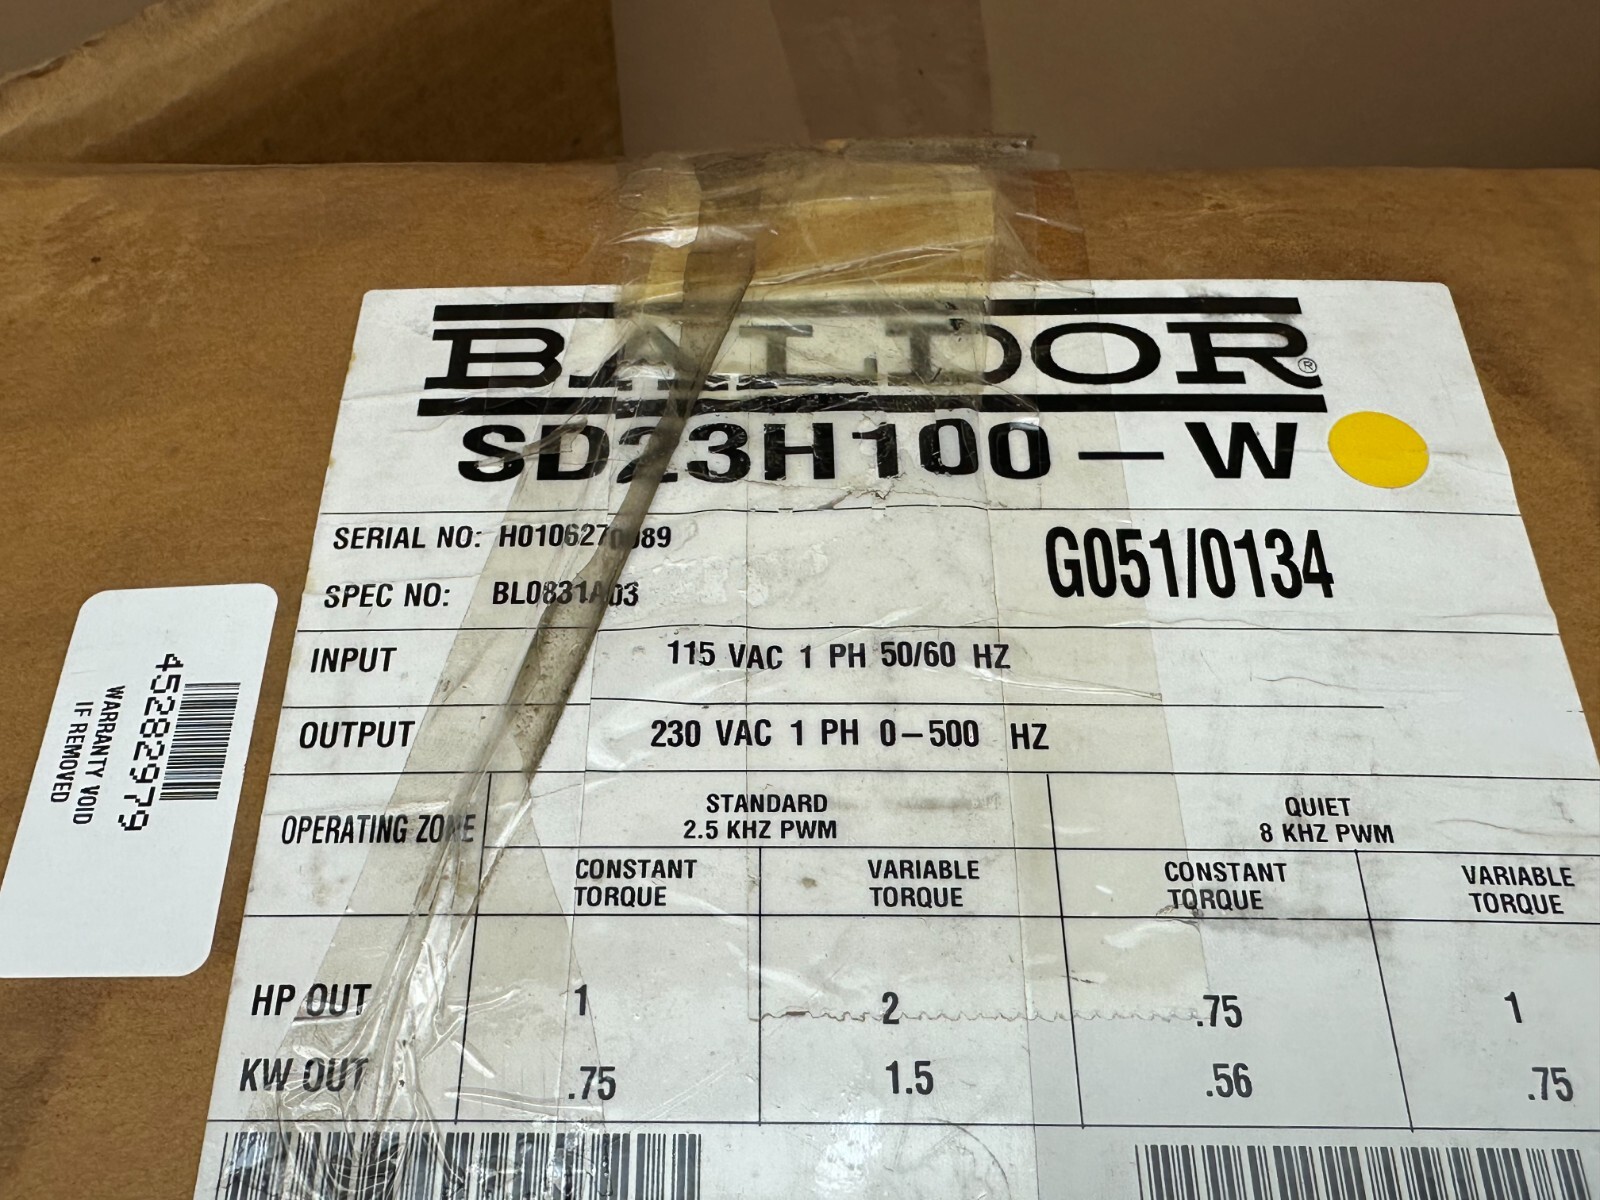 BALDOR®
SD23H100-W
SERIAL NO: H0106270089
SPEC NO: BL0831A03
G051/0134
INPUT 115 VAC 1 PH 50/60 HZ
OUTPUT 230 VAC 1 PH 0-500 HZ
OPERATING ZONE
STANDARD
2.5 KHZ PWM
QUIET
8 KHZ PWM
CONSTANT
TORQUE
VARIABLE
TORQUE
CONSTANT
TORQUE
VARIABLE
TORQUE
HP OUT 1 2 .75 1
KW OUT .75 1.5 .56 .75
45282979
WARRANTY VOID
IF REMOVED